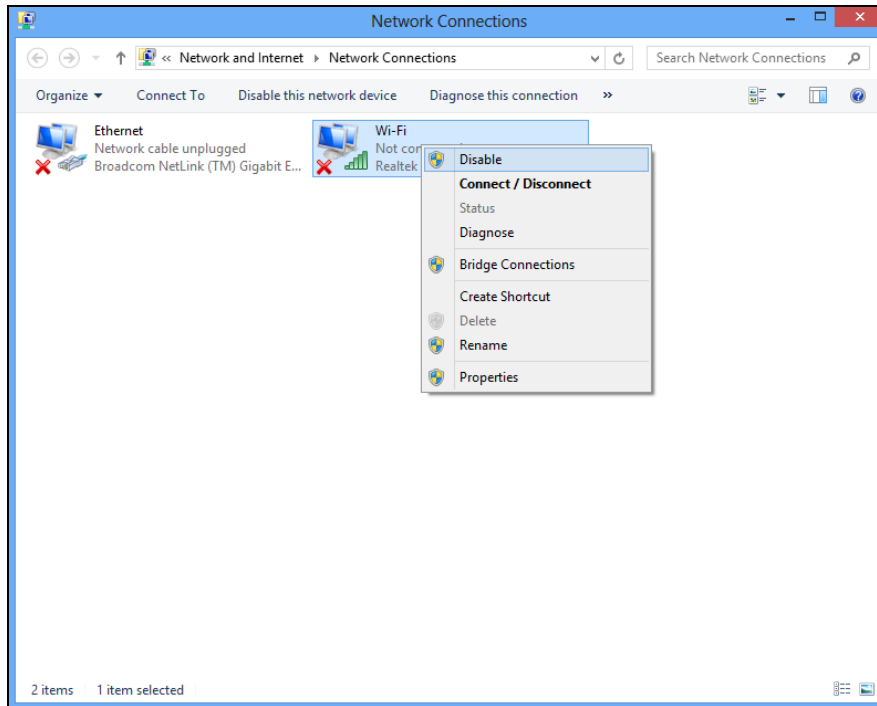 Network Connections
« Network and Internet Network Connections
Search Network Connections
Organize Connect To Disable this network device Diagnose this connection »
Ethernet
Network cable unplugged
Broadcom NetLink (TM) Gigabit E...
Wi-Fi
Not
Realtek
Disable
Connect / Disconnect
Status
Diagnose
Bridge Connections
Create Shortcut
Delete
Rename
Properties
2 items 1 item selected